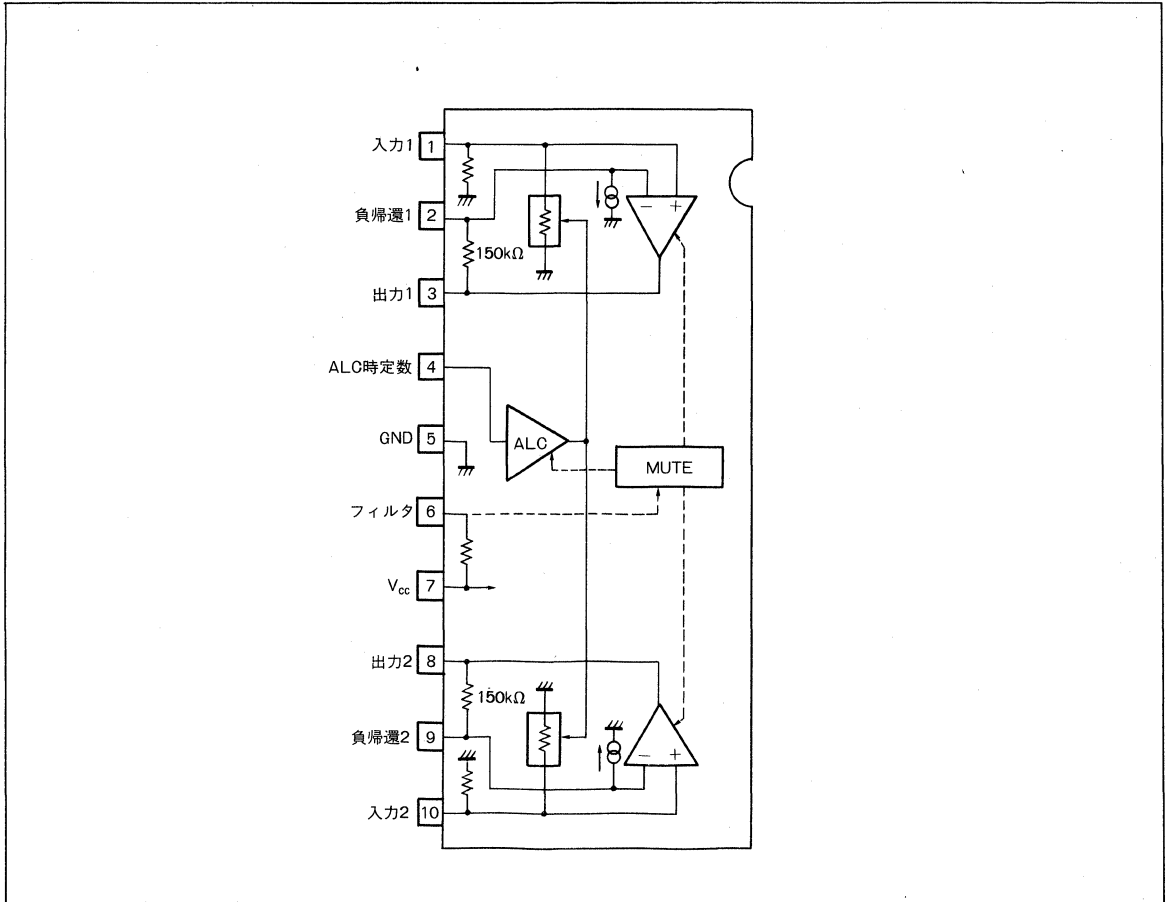 入力1 1
負帰還1 2
150kΩ
出力1 3
ALC時定数 4
GND 5
ALC
MUTE
フィルタ 6
Vcc 7
出力2 8
150kΩ
負帰還2 9
入力2 10
− +
− +